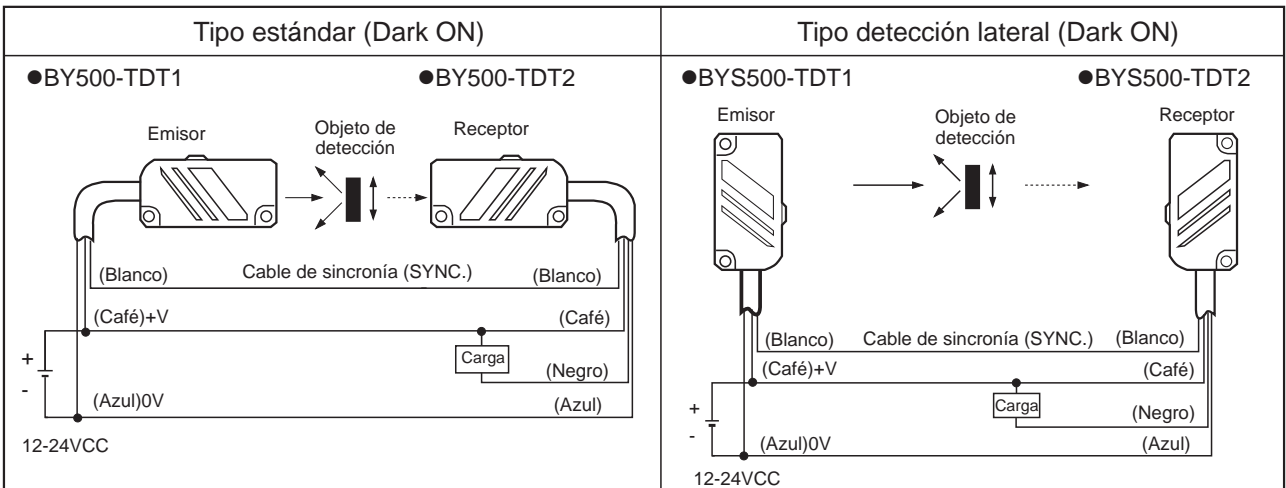 Tipo estándar (Dark ON)
●BY500-TDT1
●BY500-TDT2
Emisor
Objeto de
detección
Receptor
(Blanco)
Cable de sincronía (SYNC.)
(Blanco)
(Café)+V
(Café)
Carga
+
-
(Negro)
(Azul)0V
(Azul)
12-24VCC
Tipo detección lateral (Dark ON)
●BYS500-TDT1
●BYS500-TDT2
Emisor
Objeto de
detección
Receptor
(Blanco)
Cable de sincronía (SYNC.)
(Blanco)
(Café)+V
(Café)
Carga
+
-
(Negro)
(Azul)0V
(Azul)
12-24VCC